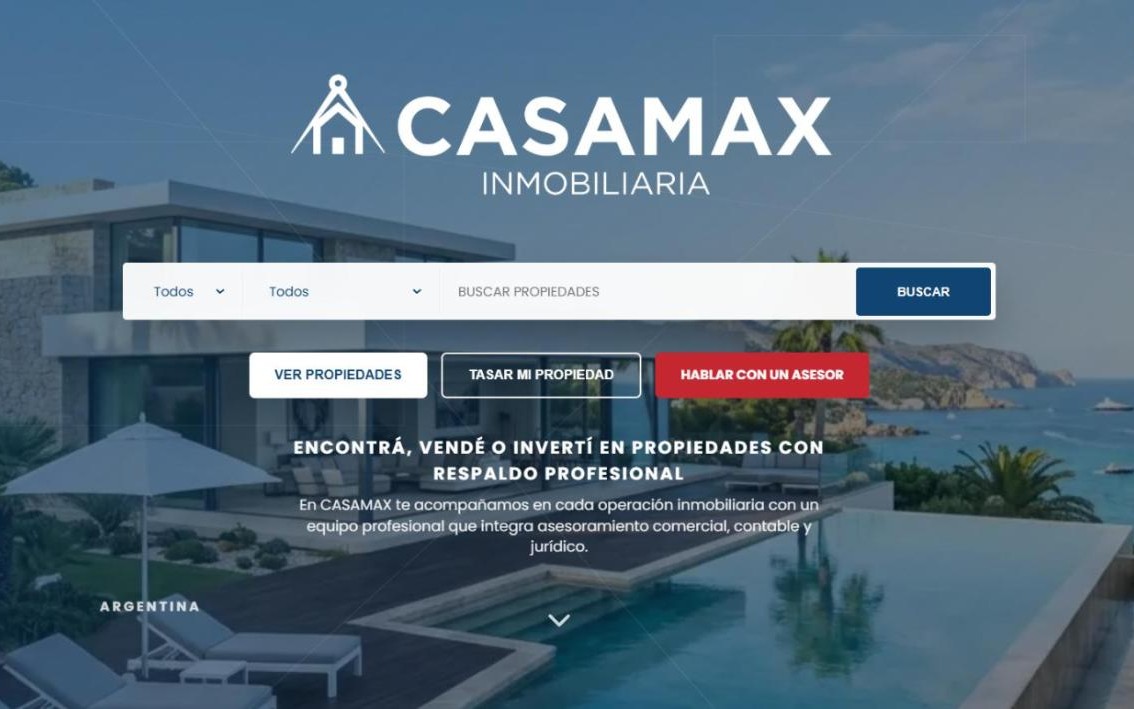 CASAMAX
INMOBILIARIA
Todos
Todos
BUSCAR PROPIEDADES
BUSCAR
VER PROPIEDADES
TASAR MI PROPIEDAD
HABLAR CON UN ASESOR
ENCONTRÁ, VENDÉ O INVERTÍ EN PROPIEDADES CON
RESPALDO PROFESIONAL
En CASAMAX te acompañamos en cada operación inmobiliaria con un
equipo profesional que integra asesoramiento comercial, contable y
jurídico.
ARGENTINA